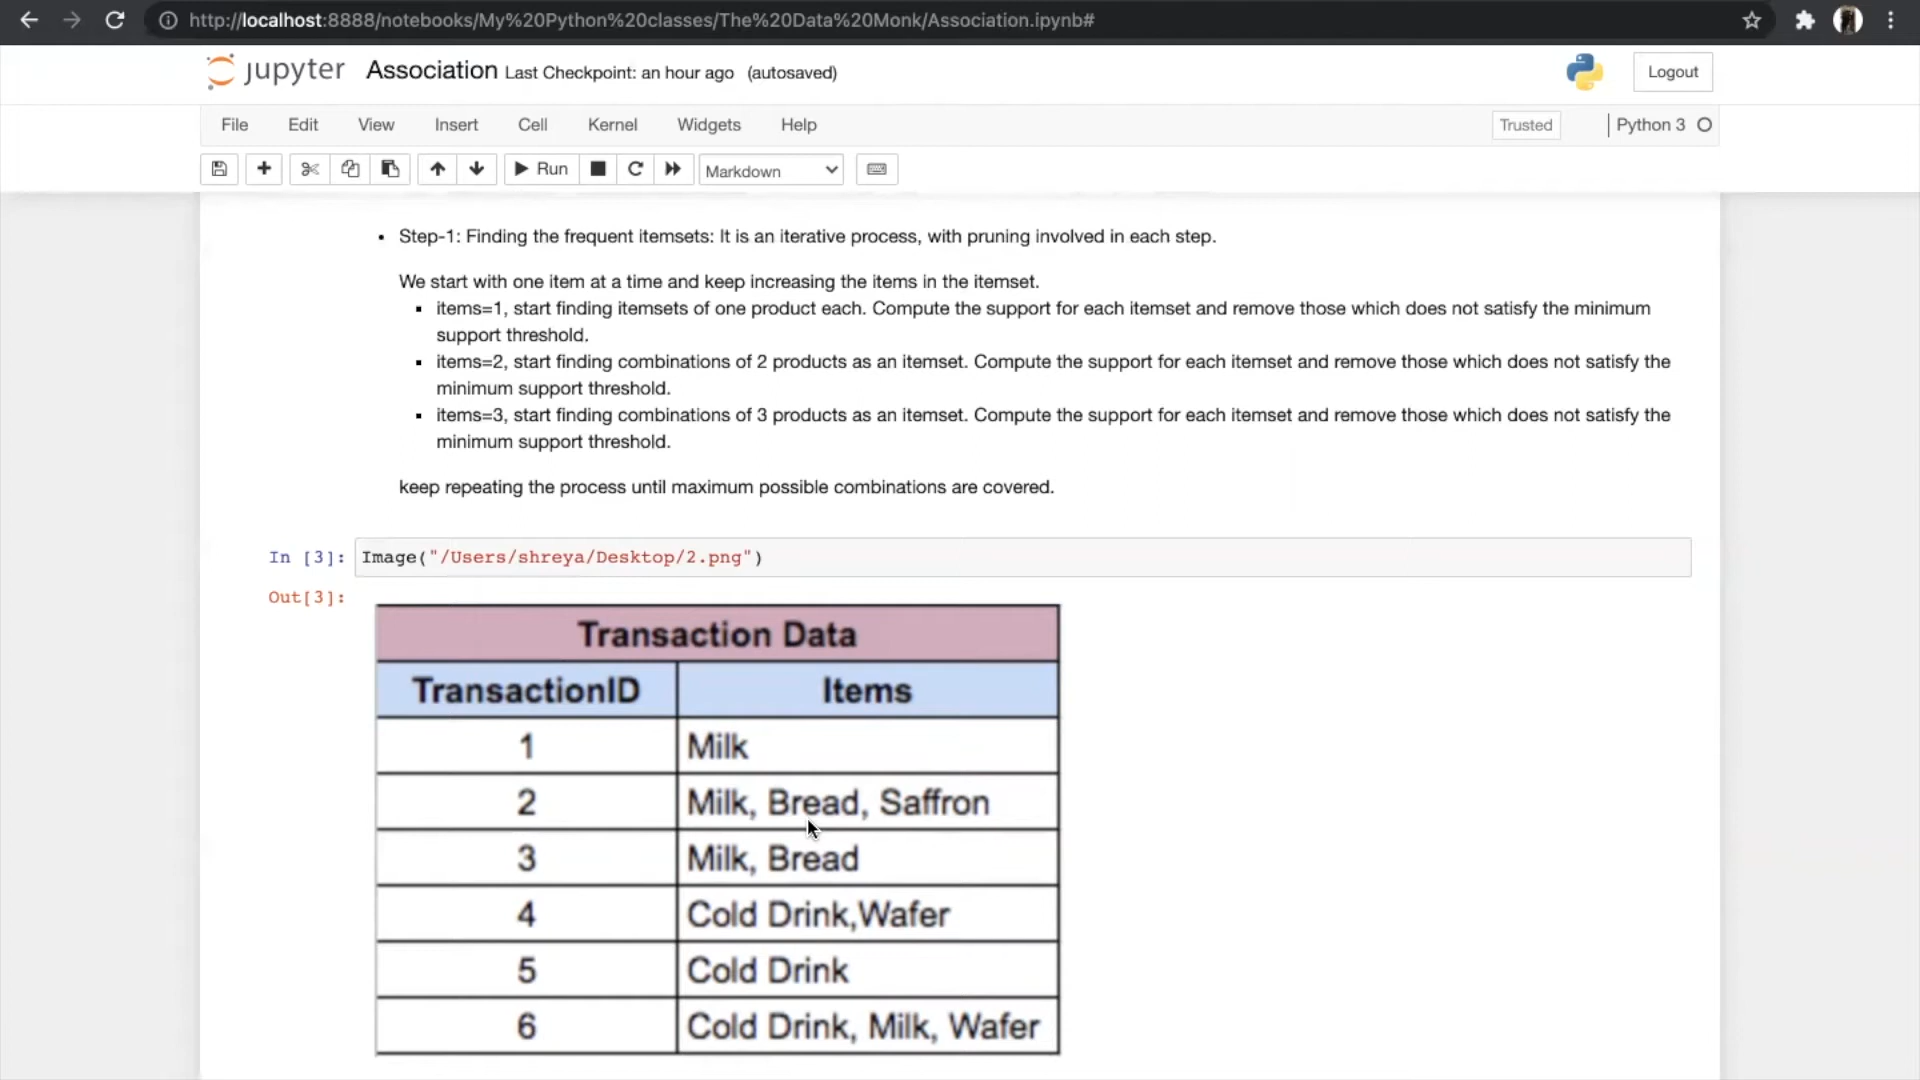 http://localhost:8888/notebooks/My%20Python%20classes/The%20Data%20Monk/Association.ipynb#
jupyter Association Last Checkpoint: an hour ago (autosaved) Logout
File Edit View Insert Cell Kernel Widgets Help Trusted Python 3
Run Markdown
• Step-1: Finding the frequent itemsets: It is an iterative process, with pruning involved in each step.
We start with one item at a time and keep increasing the items in the itemset.
▪ items=1, start finding itemsets of one product each. Compute the support for each itemset and remove those which does not satisfy the minimum
support threshold.
▪ items=2, start finding combinations of 2 products as an itemset. Compute the support for each itemset and remove those which does not satisfy the
minimum support threshold.
▪ items=3, start finding combinations of 3 products as an itemset. Compute the support for each itemset and remove those which does not satisfy the
minimum support threshold.
keep repeating the process until maximum possible combinations are covered.
In [3]: Image("/Users/shreya/Desktop/2.png")
Out[3]:
Transaction Data
TransactionID Items
1 Milk
2 Milk, Bread, Saffron
3 Milk, Bread
4 Cold Drink,Wafer
5 Cold Drink
6 Cold Drink, Milk, Wafer